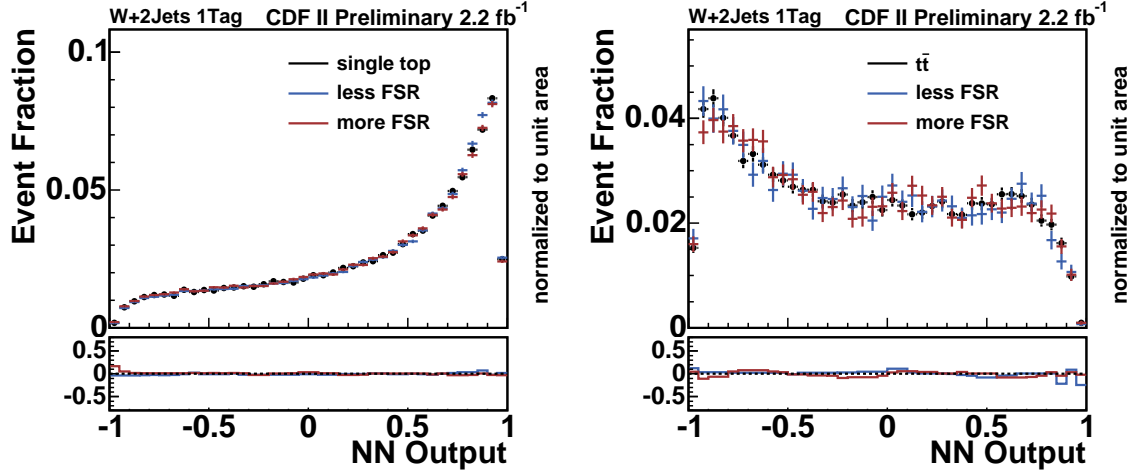 W+2Jets 1Tag CDF II Preliminary 2.2 fb⁻¹
Event Fraction
normalized to unit area
0.1
0.05
0
single top
less FSR
more FSR
0.5
0
-0.5
-1 -0.5 0 0.5 1
NN Output
W+2Jets 1Tag CDF II Preliminary 2.2 fb⁻¹
Event Fraction
normalized to unit area
0.04
0.02
0.00
tt̄
less FSR
more FSR
0.5
0
-0.5
-1 -0.5 0 0.5 1
NN Output